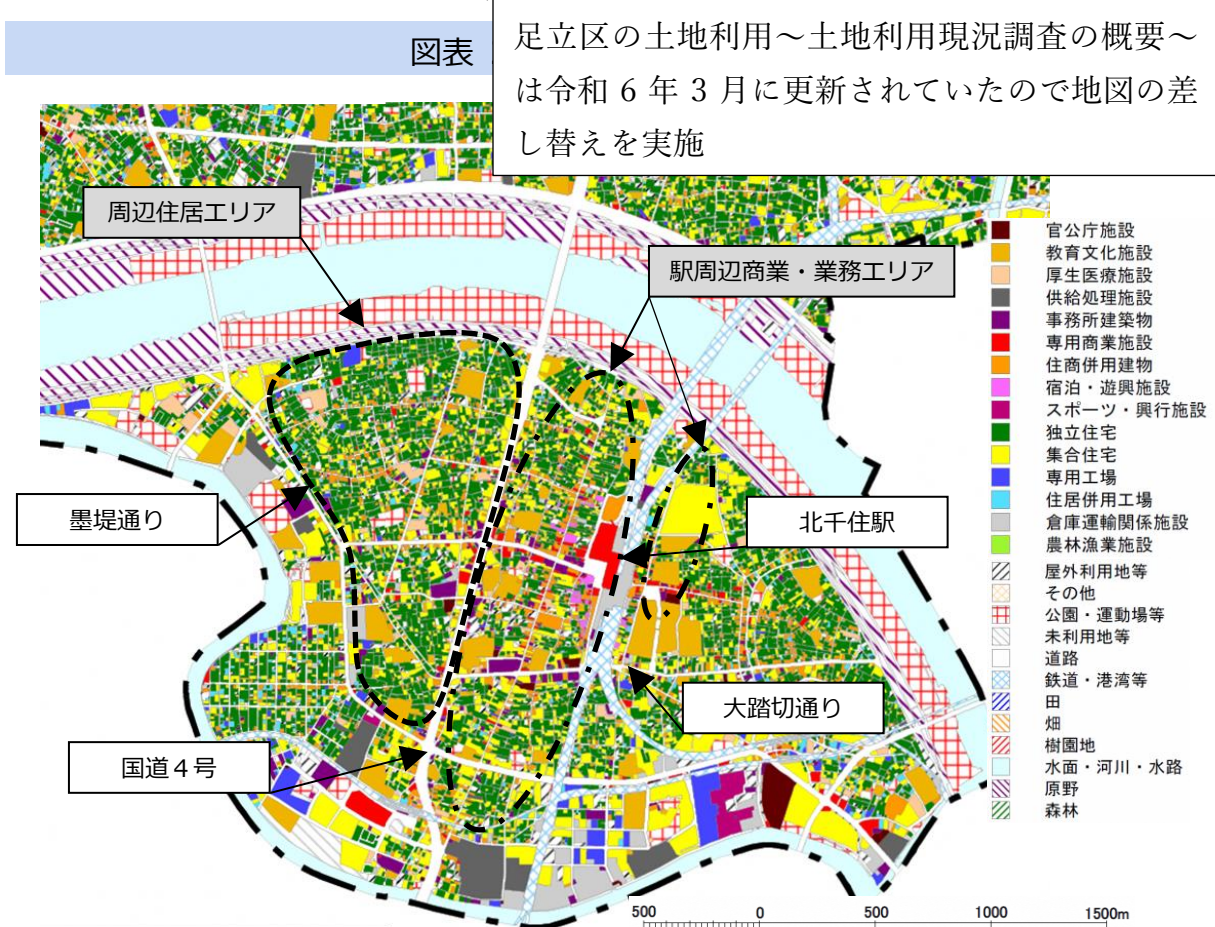 図表
足立区の土地利用～土地利用現況調査の概要～
は令和 6 年 3 月に更新されていたので地図の差
し替えを実施
周辺住居エリア
駅周辺商業・業務エリア
墨堤通り
北千住駅
大踏切通り
国道４号
官公庁施設
教育文化施設
厚生医療施設
供給処理施設
事務所建築物
専用商業施設
住商併用建物
宿泊・遊興施設
スポーツ・興行施設
独立住宅
集合住宅
専用工場
住居併用工場
倉庫運輸関係施設
農林漁業施設
屋外利用地等
その他
公園・運動場等
未利用地等
道路
鉄道・港湾等
田
畑
樹園地
水面・河川・水路
原野
森林
500 0 500 1000 1500m